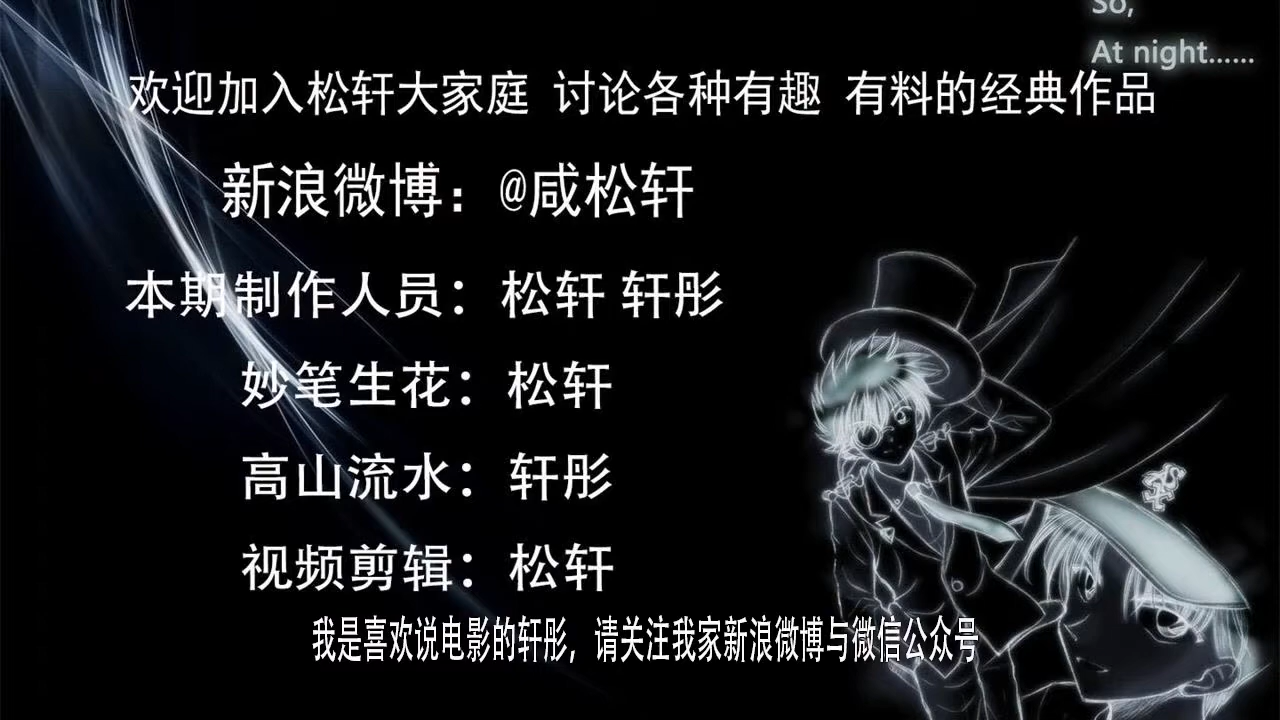 So,
At night......
欢迎加入松轩大家庭 讨论各种有趣 有料的经典作品
新浪微博：@咸松轩
本期制作人员：松轩 轩彤
妙笔生花：松轩
高山流水：轩彤
视频剪辑：松轩
我是喜欢说电影的轩彤，请关注我家新浪微博与微信公众号